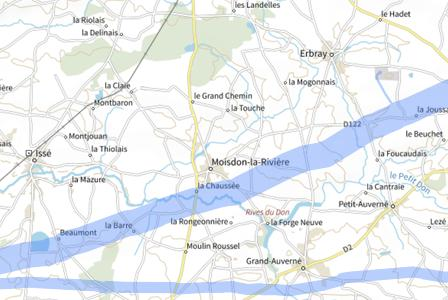 les Landelles
la Riolais
le Hadet
la Delinais
Erbray
la Mogonnais
la Claie
le Grand Chemin
Montbaron
la Touche
la Joussa
D122
Montjouan
le Beuchet
ais
Issé
la Thiolais
la Foucaudais
Moisdon-la-Rivière
le Petit Don
la Mazure
la Chaussée
la Cantraie
Petit-Auverné
Rives du Don
la Rongeonnière
la Forge Neuve
la Barre
Lezé
Beaumont
Moulin Roussel
D2
Grand-Auverné